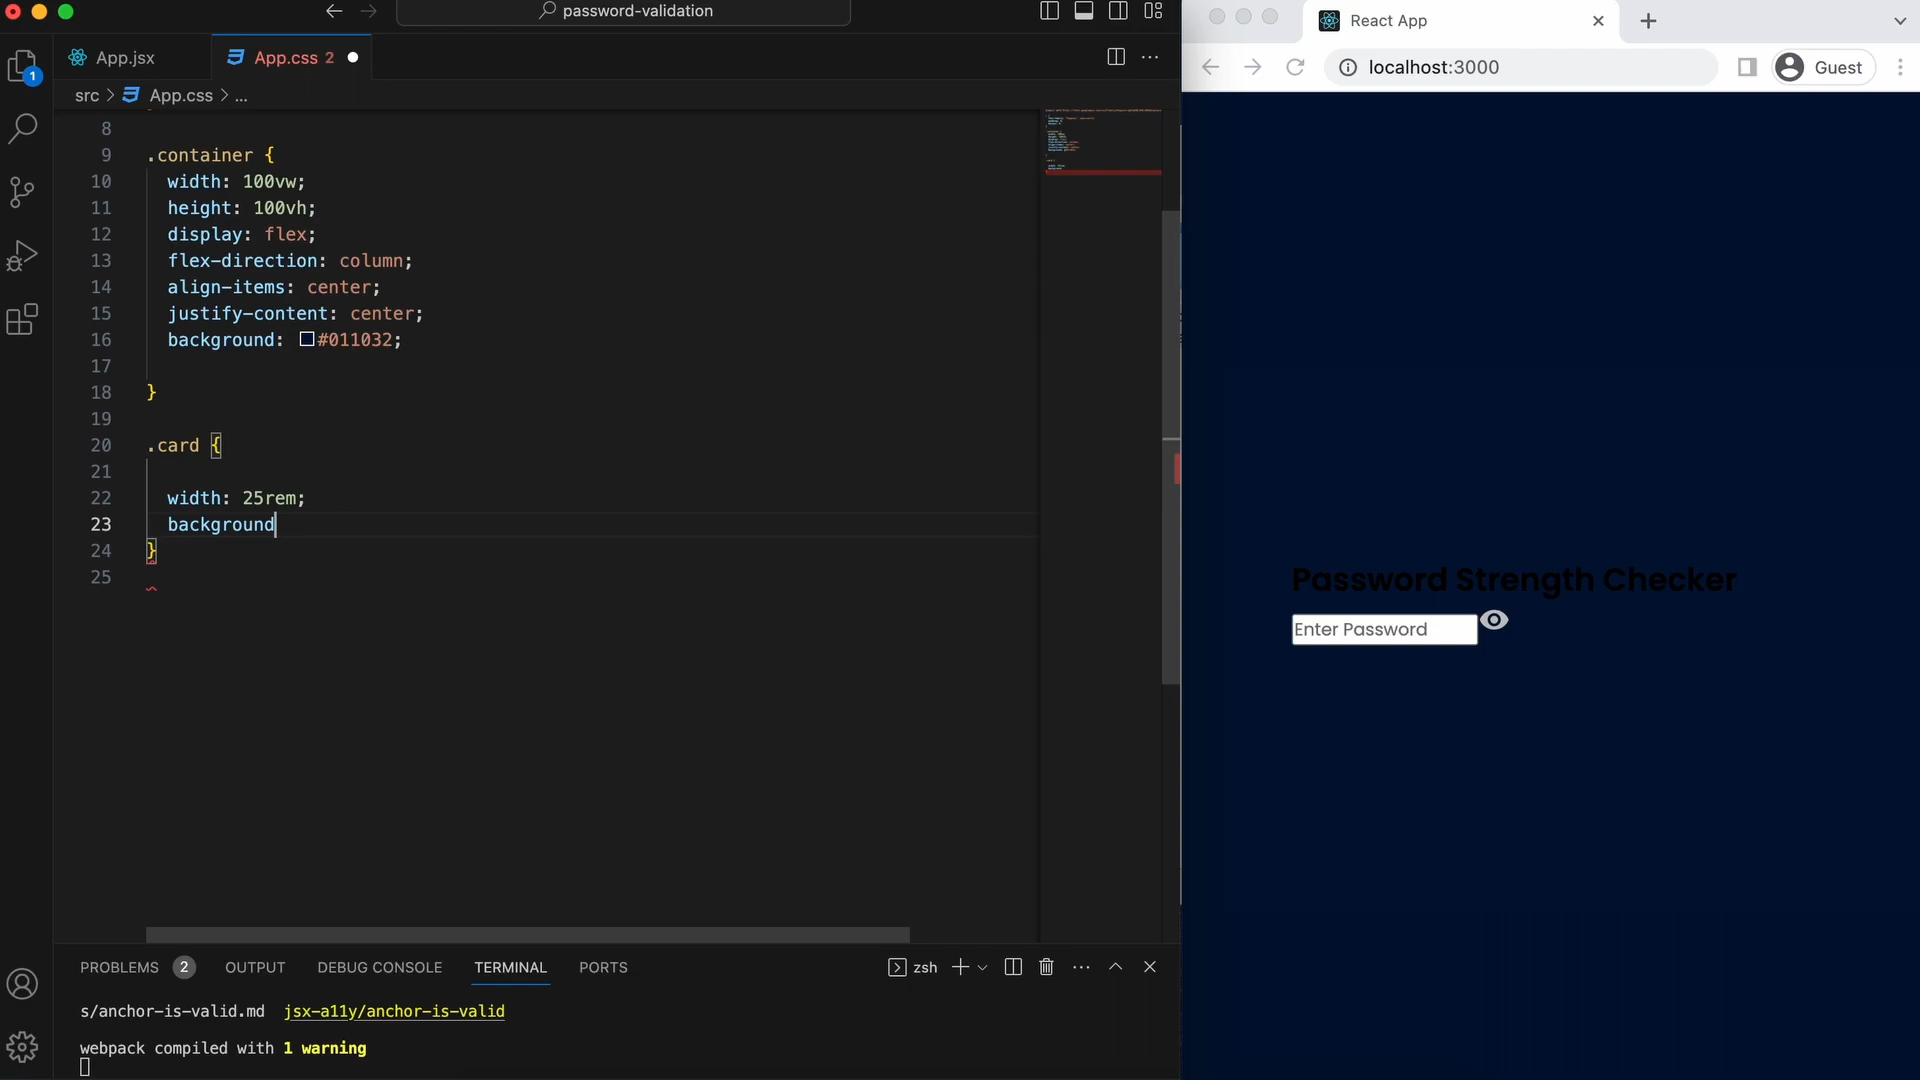 password-validation
App.jsx
App.css 2
src > App.css > ...
8
9 .container {
10 width: 100vw;
11 height: 100vh;
12 display: flex;
13 flex-direction: column;
14 align-items: center;
15 justify-content: center;
16 background: #011032;
17
18 }
19
20 .card {
21
22 width: 25rem;
23 background
24 }
25
1
PROBLEMS 2 OUTPUT DEBUG CONSOLE TERMINAL PORTS
zsh
s/anchor-is-valid.md jsx-a11y/anchor-is-valid
webpack compiled with 1 warning
React App
localhost:3000
Guest
Password Strength Checker
Enter Password